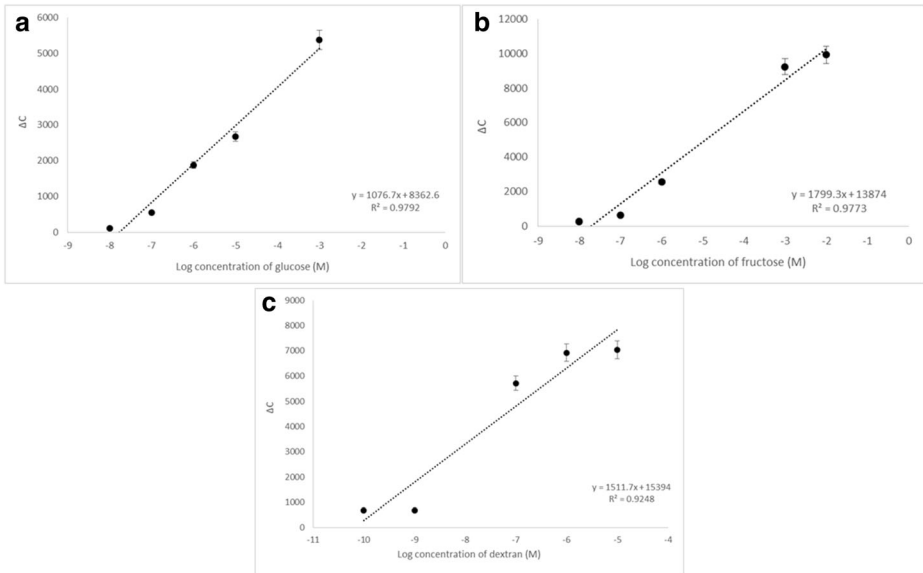 a
6000
5000
4000
3000
2000
1000
0
ΔC
-9 -8 -7 -6 -5 -4 -3 -2 -1 0
Log concentration of glucose (M)
y = 1076.7x + 8362.6
R² = 0.9792
b
12000
10000
8000
6000
4000
2000
0
ΔC
-9 -8 -7 -6 -5 -4 -3 -2 -1 0
Log concentration of fructose (M)
y = 1799.3x + 13874
R² = 0.9773
c
9000
8000
7000
6000
5000
4000
3000
2000
1000
0
ΔC
-11 -10 -9 -8 -7 -6 -5 -4
Log concentration of dextran (M)
y = 1511.7x + 15394
R² = 0.9248